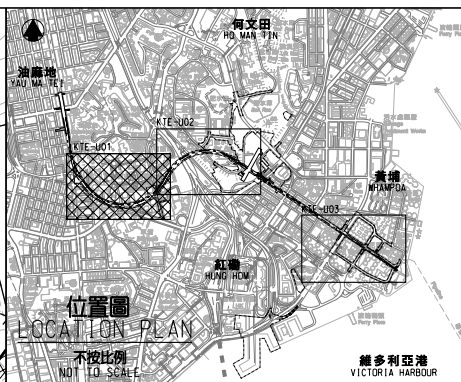 何文田
HO MAN TIN
油麻地
YAU MA TEI
KTE-U02
KTE-U01
黃埔
WHAMPOA
KTE-U03
紅磡
HUNG HOM
位置圖
LOCATION PLAN
不按比例
NOT TO SCALE
維多利亞港
VICTORIA HARBOUR